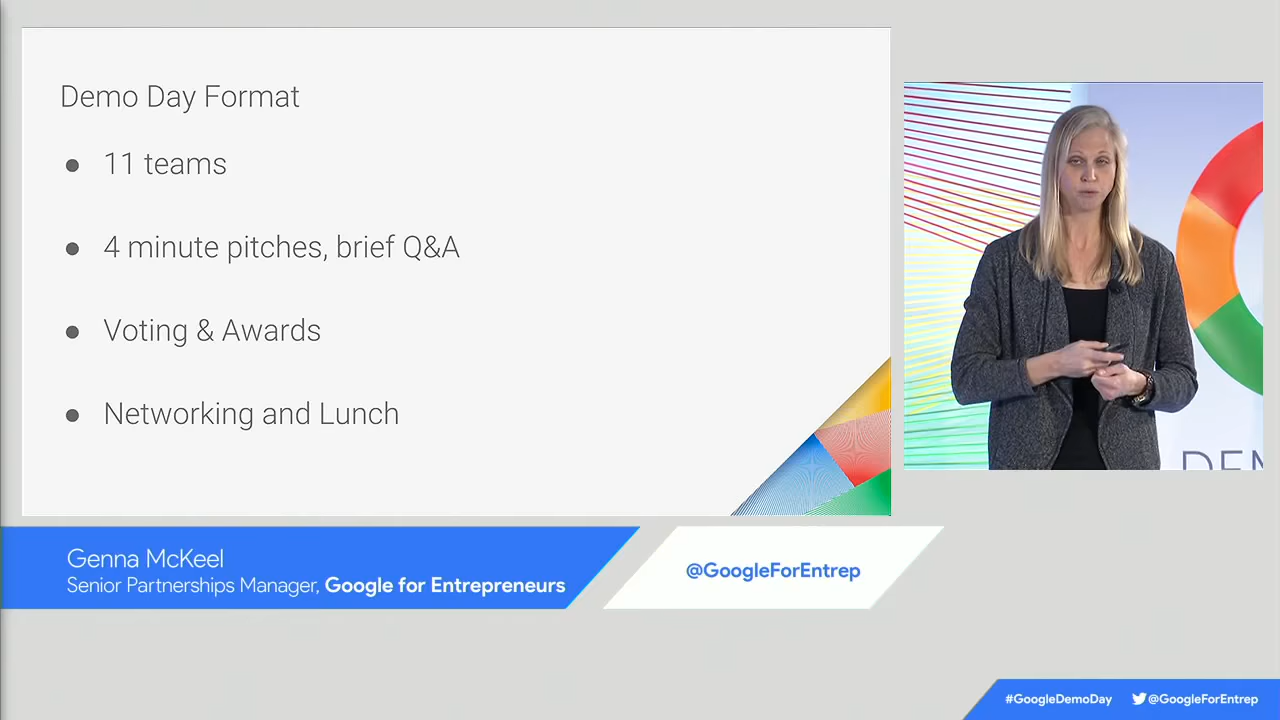 Demo Day Format
● 11 teams
● 4 minute pitches, brief Q&A
● Voting & Awards
● Networking and Lunch
DEM
Genna McKeel
Senior Partnerships Manager, Google for Entrepreneurs
@GoogleForEntrep
#GoogleDemoDay @GoogleForEntrep